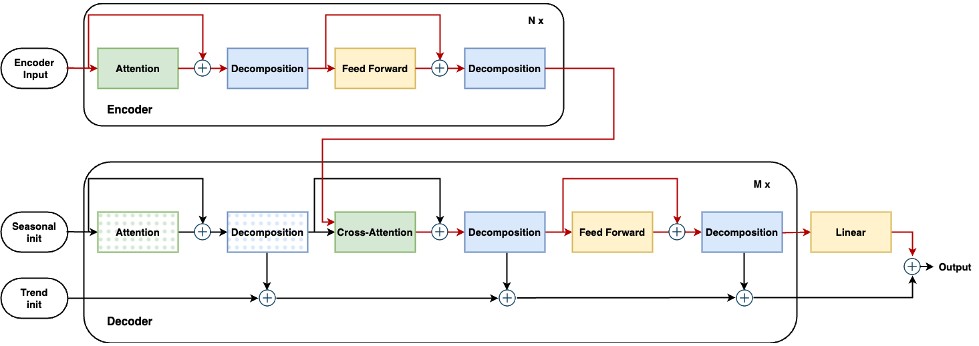 N x
Encoder
Input
Attention
Decomposition
Feed Forward
Decomposition
Encoder
M x
Seasonal
init
Attention
Decomposition
Cross-Attention
Decomposition
Feed Forward
Decomposition
Linear
Output
Trend
init
Decoder